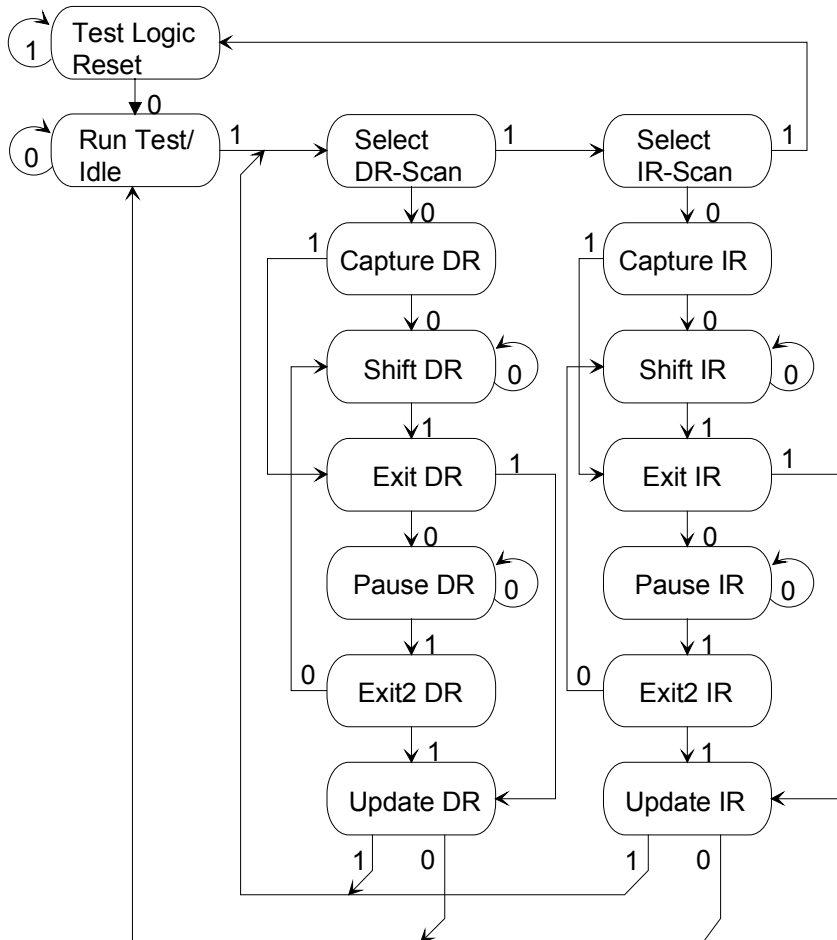 Test Logic
Reset
1
0
Run Test/
Idle
0
1
Select
DR-Scan
1
Select
IR-Scan
1
0
0
1
Capture DR
1
Capture IR
0
0
Shift DR
0
Shift IR
0
1
1
Exit DR
1
Exit IR
1
0
0
Pause DR
0
Pause IR
0
1
1
0
Exit2 DR
0
Exit2 IR
1
1
Update DR
Update IR
1
0
1
0